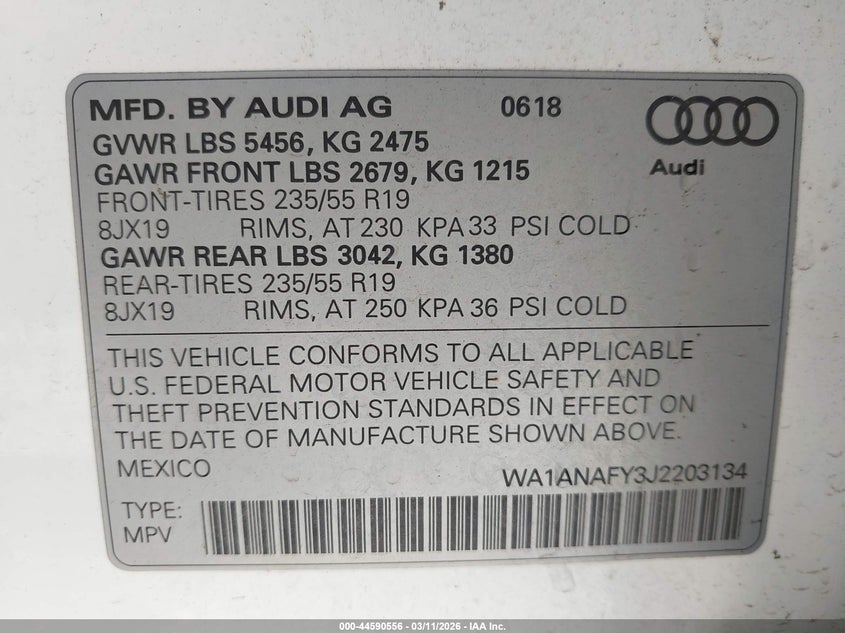 MFD. BY AUDI AG 0618
GVWR LBS 5456, KG 2475
GAWR FRONT LBS 2679, KG 1215
Audi
FRONT-TIRES 235/55 R19
8JX19 RIMS, AT 230 KPA 33 PSI COLD
GAWR REAR LBS 3042, KG 1380
REAR-TIRES 235/55 R19
8JX19 RIMS, AT 250 KPA 36 PSI COLD
THIS VEHICLE CONFORMS TO ALL APPLICABLE
U.S. FEDERAL MOTOR VEHICLE SAFETY AND
THEFT PREVENTION STANDARDS IN EFFECT ON
THE DATE OF MANUFACTURE SHOWN ABOVE.
MEXICO WA1ANAFY3J2203134
TYPE:
MPV
000-44590556 - 03/11/2026 - IAA Inc.